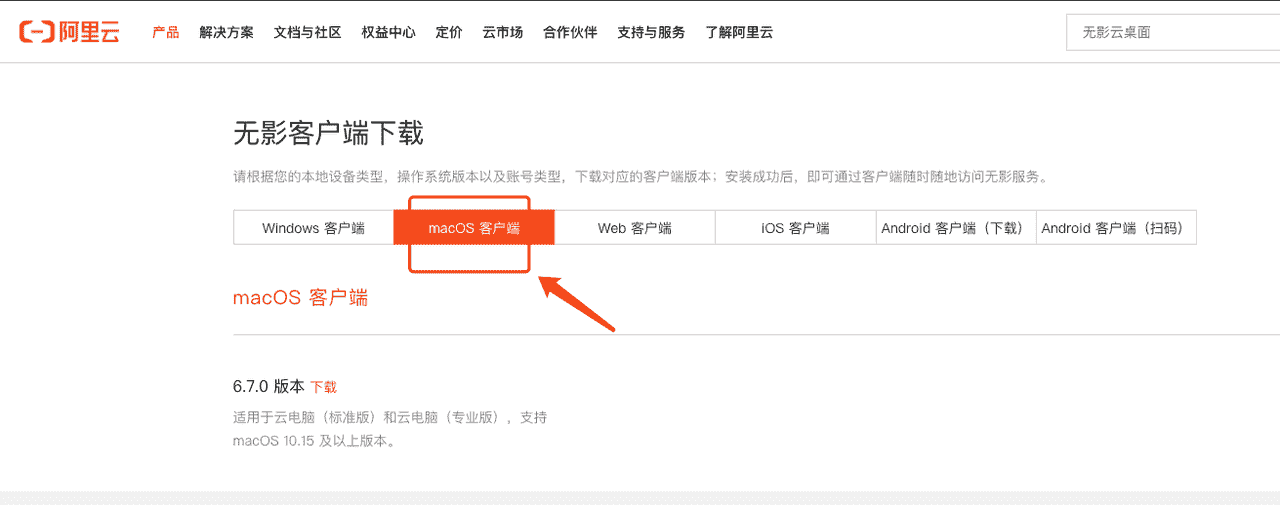 阿里云 产品 解决方案 文档与社区 权益中心 定价 云市场 合作伙伴 支持与服务 了解阿里云 无影云桌面
无影客户端下载
请根据您的本地设备类型，操作系统版本以及账号类型，下载对应的客户端版本；安装成功后，即可通过客户端随时随地访问无影服务。
Windows 客户端 macOS 客户端 Web 客户端 iOS 客户端 Android 客户端（下载） Android 客户端（扫码）
macOS 客户端
6.7.0 版本 下载
适用于云电脑（标准版）和云电脑（专业版），支持
macOS 10.15 及以上版本。